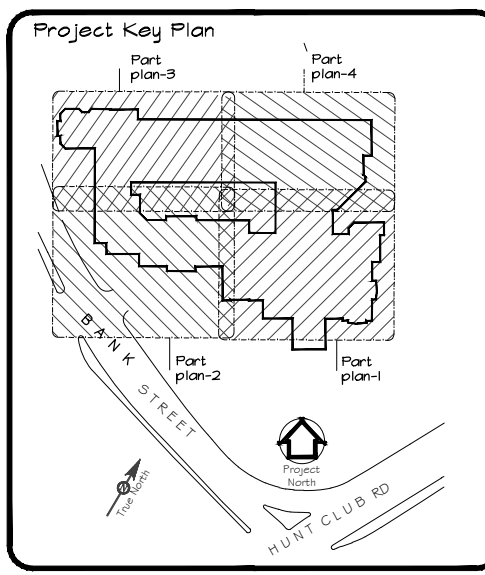 Project Key Plan
Part
plan-3
Part
plan-4
BANK
STREET
Part
plan-2
Part
plan-1
Project
North
N
True North
HUNT CLUB RD